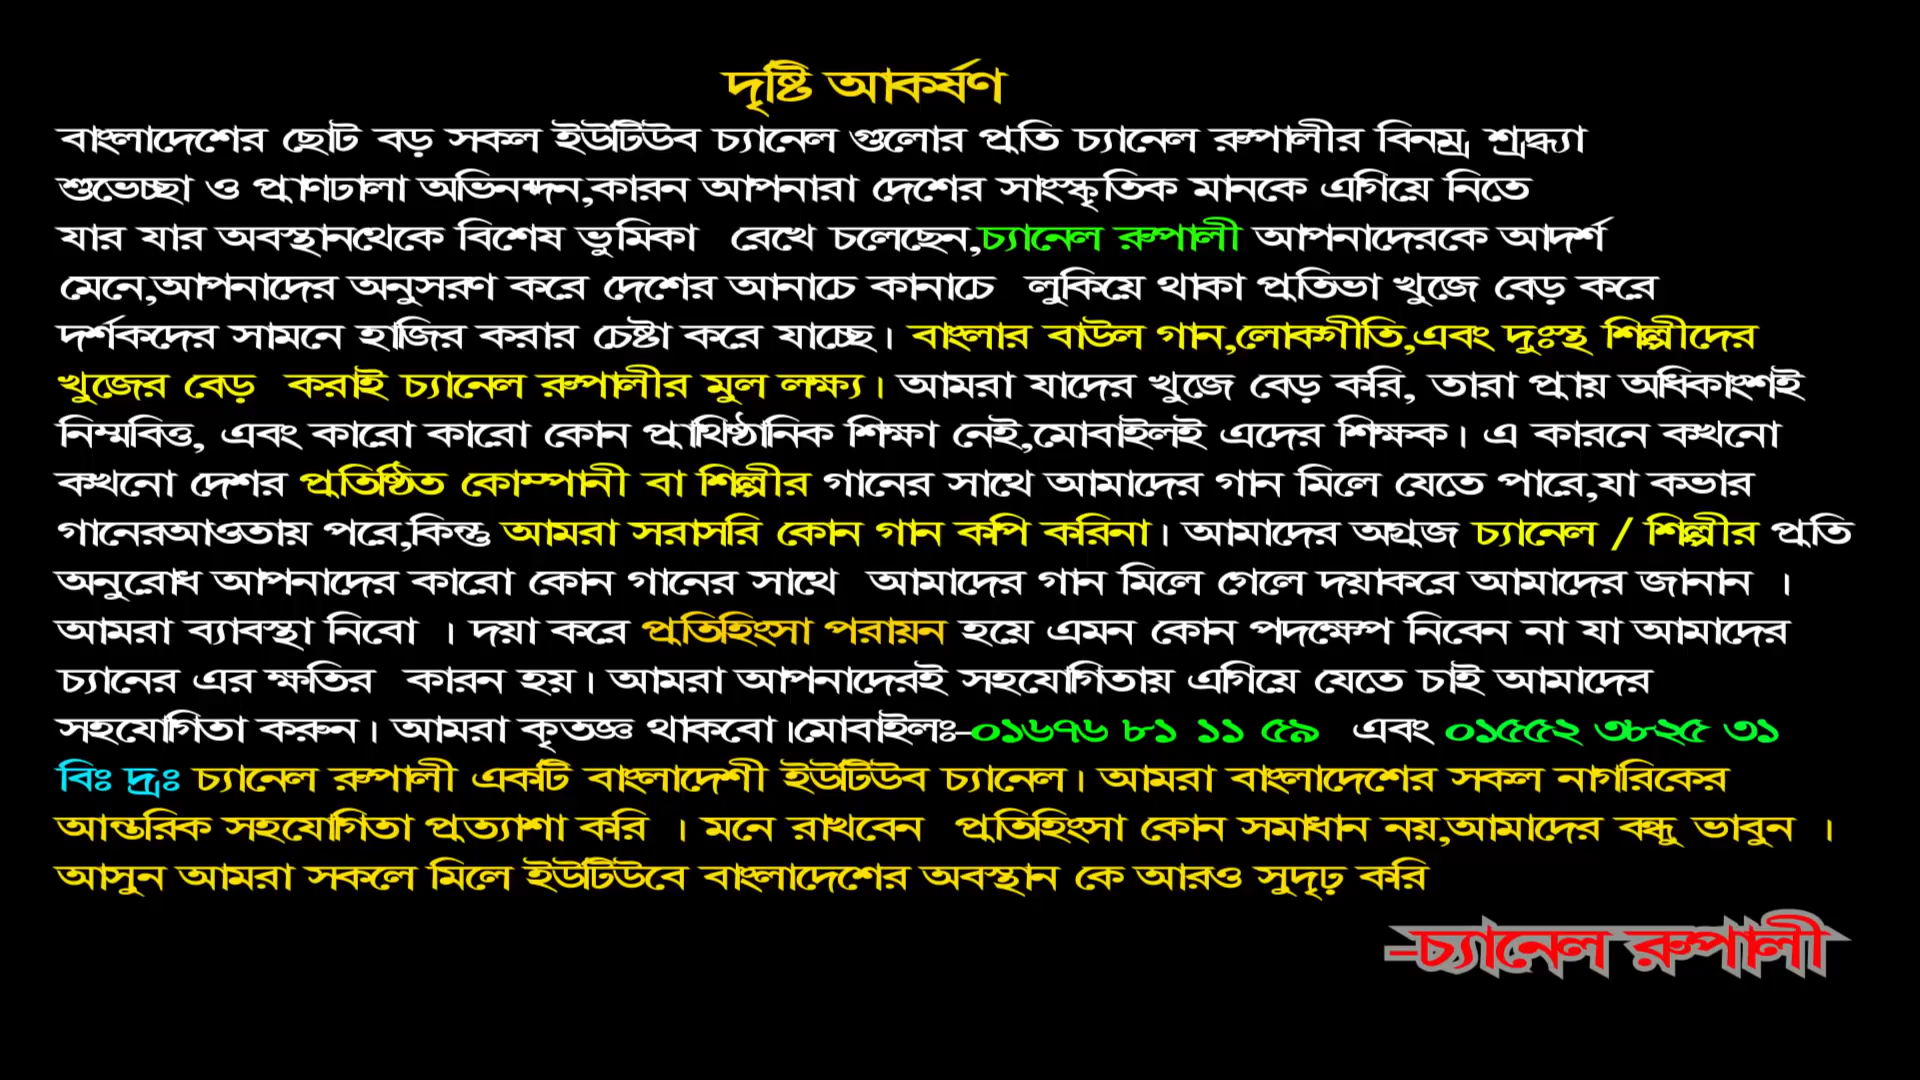 দৃষ্টি আকর্ষণ
বাংলাদেশের ছোট বড় সকল ইউটিউব চ্যানেল গুলোর প্রতি চ্যানেল রুপালীর বিনম্র শ্রদ্ধ্যা
শুভেচ্ছা ও প্রাণঢালা অভিনন্দন,কারন আপনারা দেশের সাংস্কৃতিক মানকে এগিয়ে নিতে
যার যার অবস্থানথেকে বিশেষ ভুমিকা রেখে চলেছেন,চ্যানেল রুপালী আপনাদেরকে আদর্শ
মেনে,আপনাদের অনুসরণ করে দেশের আনাচে কানাচে লুকিয়ে থাকা প্রতিভা খুজে বেড় করে
দর্শকদের সামনে হাজির করার চেষ্টা করে যাচ্ছে। বাংলার বাউল গান,লোকগীতি,এবং দুঃস্থ শিল্পীদের
খুজের বেড় করাই চ্যানেল রুপালীর মুল লক্ষ্য। আমরা যাদের খুজে বেড় করি, তারা প্রায় অধিকাংশই
নিম্মবিত্ত, এবং কারো কারো কোন প্রাথিষ্ঠানিক শিক্ষা নেই,মোবাইলই এদের শিক্ষক। এ কারনে কখনো
কখনো দেশর প্রতিষ্ঠিত কোম্পানী বা শিল্পীর গানের সাথে আমাদের গান মিলে যেতে পারে,যা কভার
গানেরআওতায় পরে,কিন্তু আমরা সরাসরি কোন গান কপি করিনা। আমাদের অগ্রজ চ্যানেল / শিল্পীর প্রতি
অনুরোধ আপনাদের কারো কোন গানের সাথে আমাদের গান মিলে গেলে দয়াকরে আমাদের জানান ।
আমরা ব্যাবস্থা নিবো । দয়া করে প্রতিহিংসা পরায়ন হয়ে এমন কোন পদক্ষেপ নিবেন না যা আমাদের
চ্যানের এর ক্ষতির কারন হয়। আমরা আপনাদেরই সহযোগিতায় এগিয়ে যেতে চাই আমাদের
সহযোগিতা করুন। আমরা কৃতজ্ঞ থাকবো।মোবাইলঃ-০১৬৭৬ ৮১ ১১ ৫৯ এবং ০১৫৫২ ৩৮২৫ ৩১
বিঃ দ্রঃ চ্যানেল রুপালী একটি বাংলাদেশী ইউটিউব চ্যানেল। আমরা বাংলাদেশের সকল নাগরিকের
আন্তরিক সহযোগিতা প্রত্যাশা করি । মনে রাখবেন প্রতিহিংসা কোন সমাধান নয়,আমাদের বন্ধু ভাবুন ।
আসুন আমরা সকলে মিলে ইউটিউবে বাংলাদেশের অবস্থান কে আরও সুদৃঢ় করি
-চ্যানেল রুপালী